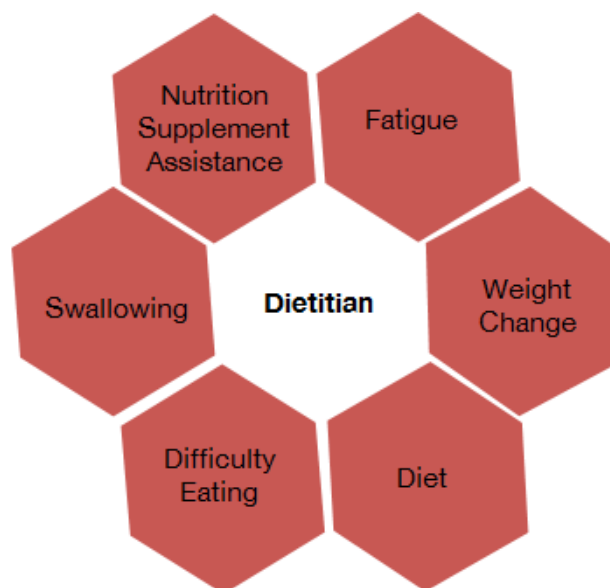 Nutrition
Supplement
Assistance
Fatigue
Swallowing
Dietitian
Weight
Change
Difficulty
Eating
Diet